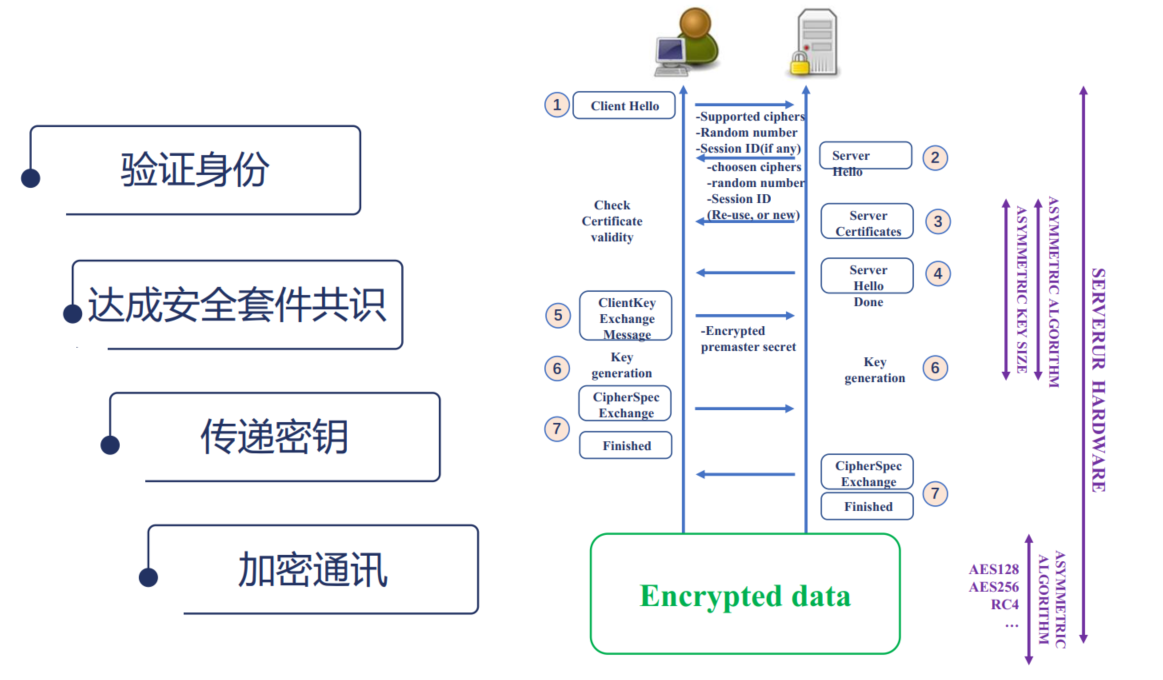 验证身份
达成安全套件共识
传递密钥
加密通讯
1
Client Hello
-Supported ciphers
-Random number
-Session ID(if any)
Server
Hello
2
-choosen ciphers
-random number
-Session ID
(Re-use, or new)
Check
Certificate
validity
Server
Certificates
3
Server
Hello
Done
4
5
ClientKey
Exchange
Message
-Encrypted
premaster secret
6
Key
generation
Key
generation
6
CipherSpec
Exchange
7
Finished
CipherSpec
Exchange
7
Finished
Encrypted data
ASYMMETRIC KEY SIZE
ASYMMETRIC ALGORITHM
SERVERUR HARDWARE
AES128
AES256
RC4
...
ASYMMETRIC
ALGORITHM